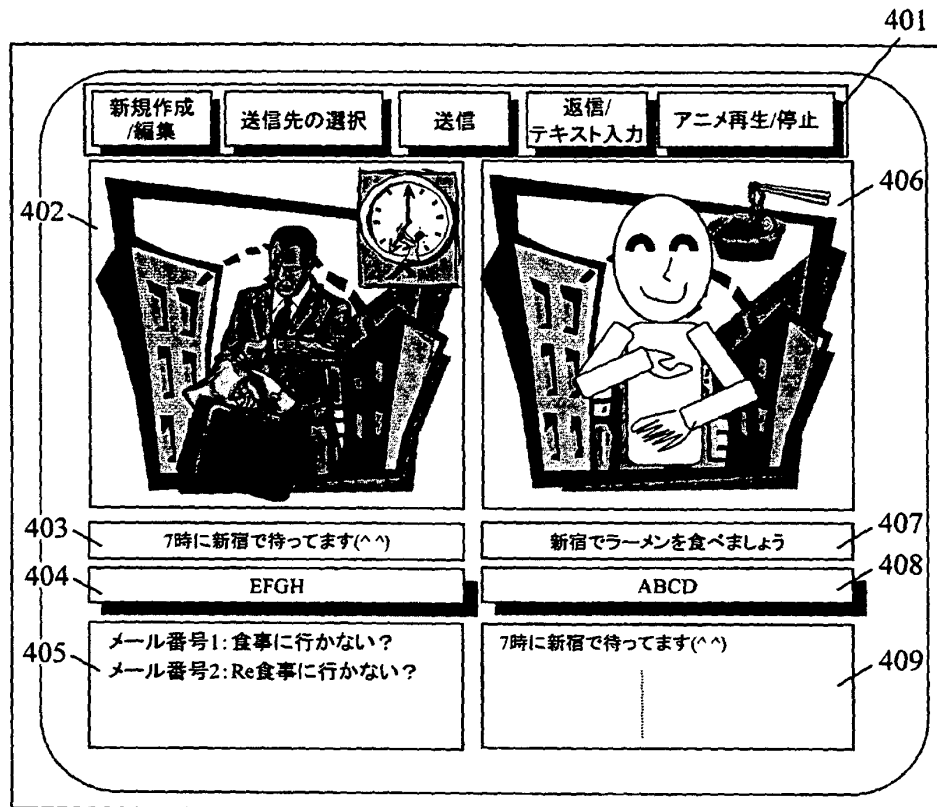 401
新規作成
/編集
送信先の選択
送信
返信/
テキスト入力
アニメ再生/停止
402
406
403
7時に新宿で待ってます(^ ^)
新宿でラーメンを食べましょう
407
404
EFGH
ABCD
408
405
メール番号1:食事に行かない?
メール番号2:Re食事に行かない?
7時に新宿で待ってます(^ ^)
409